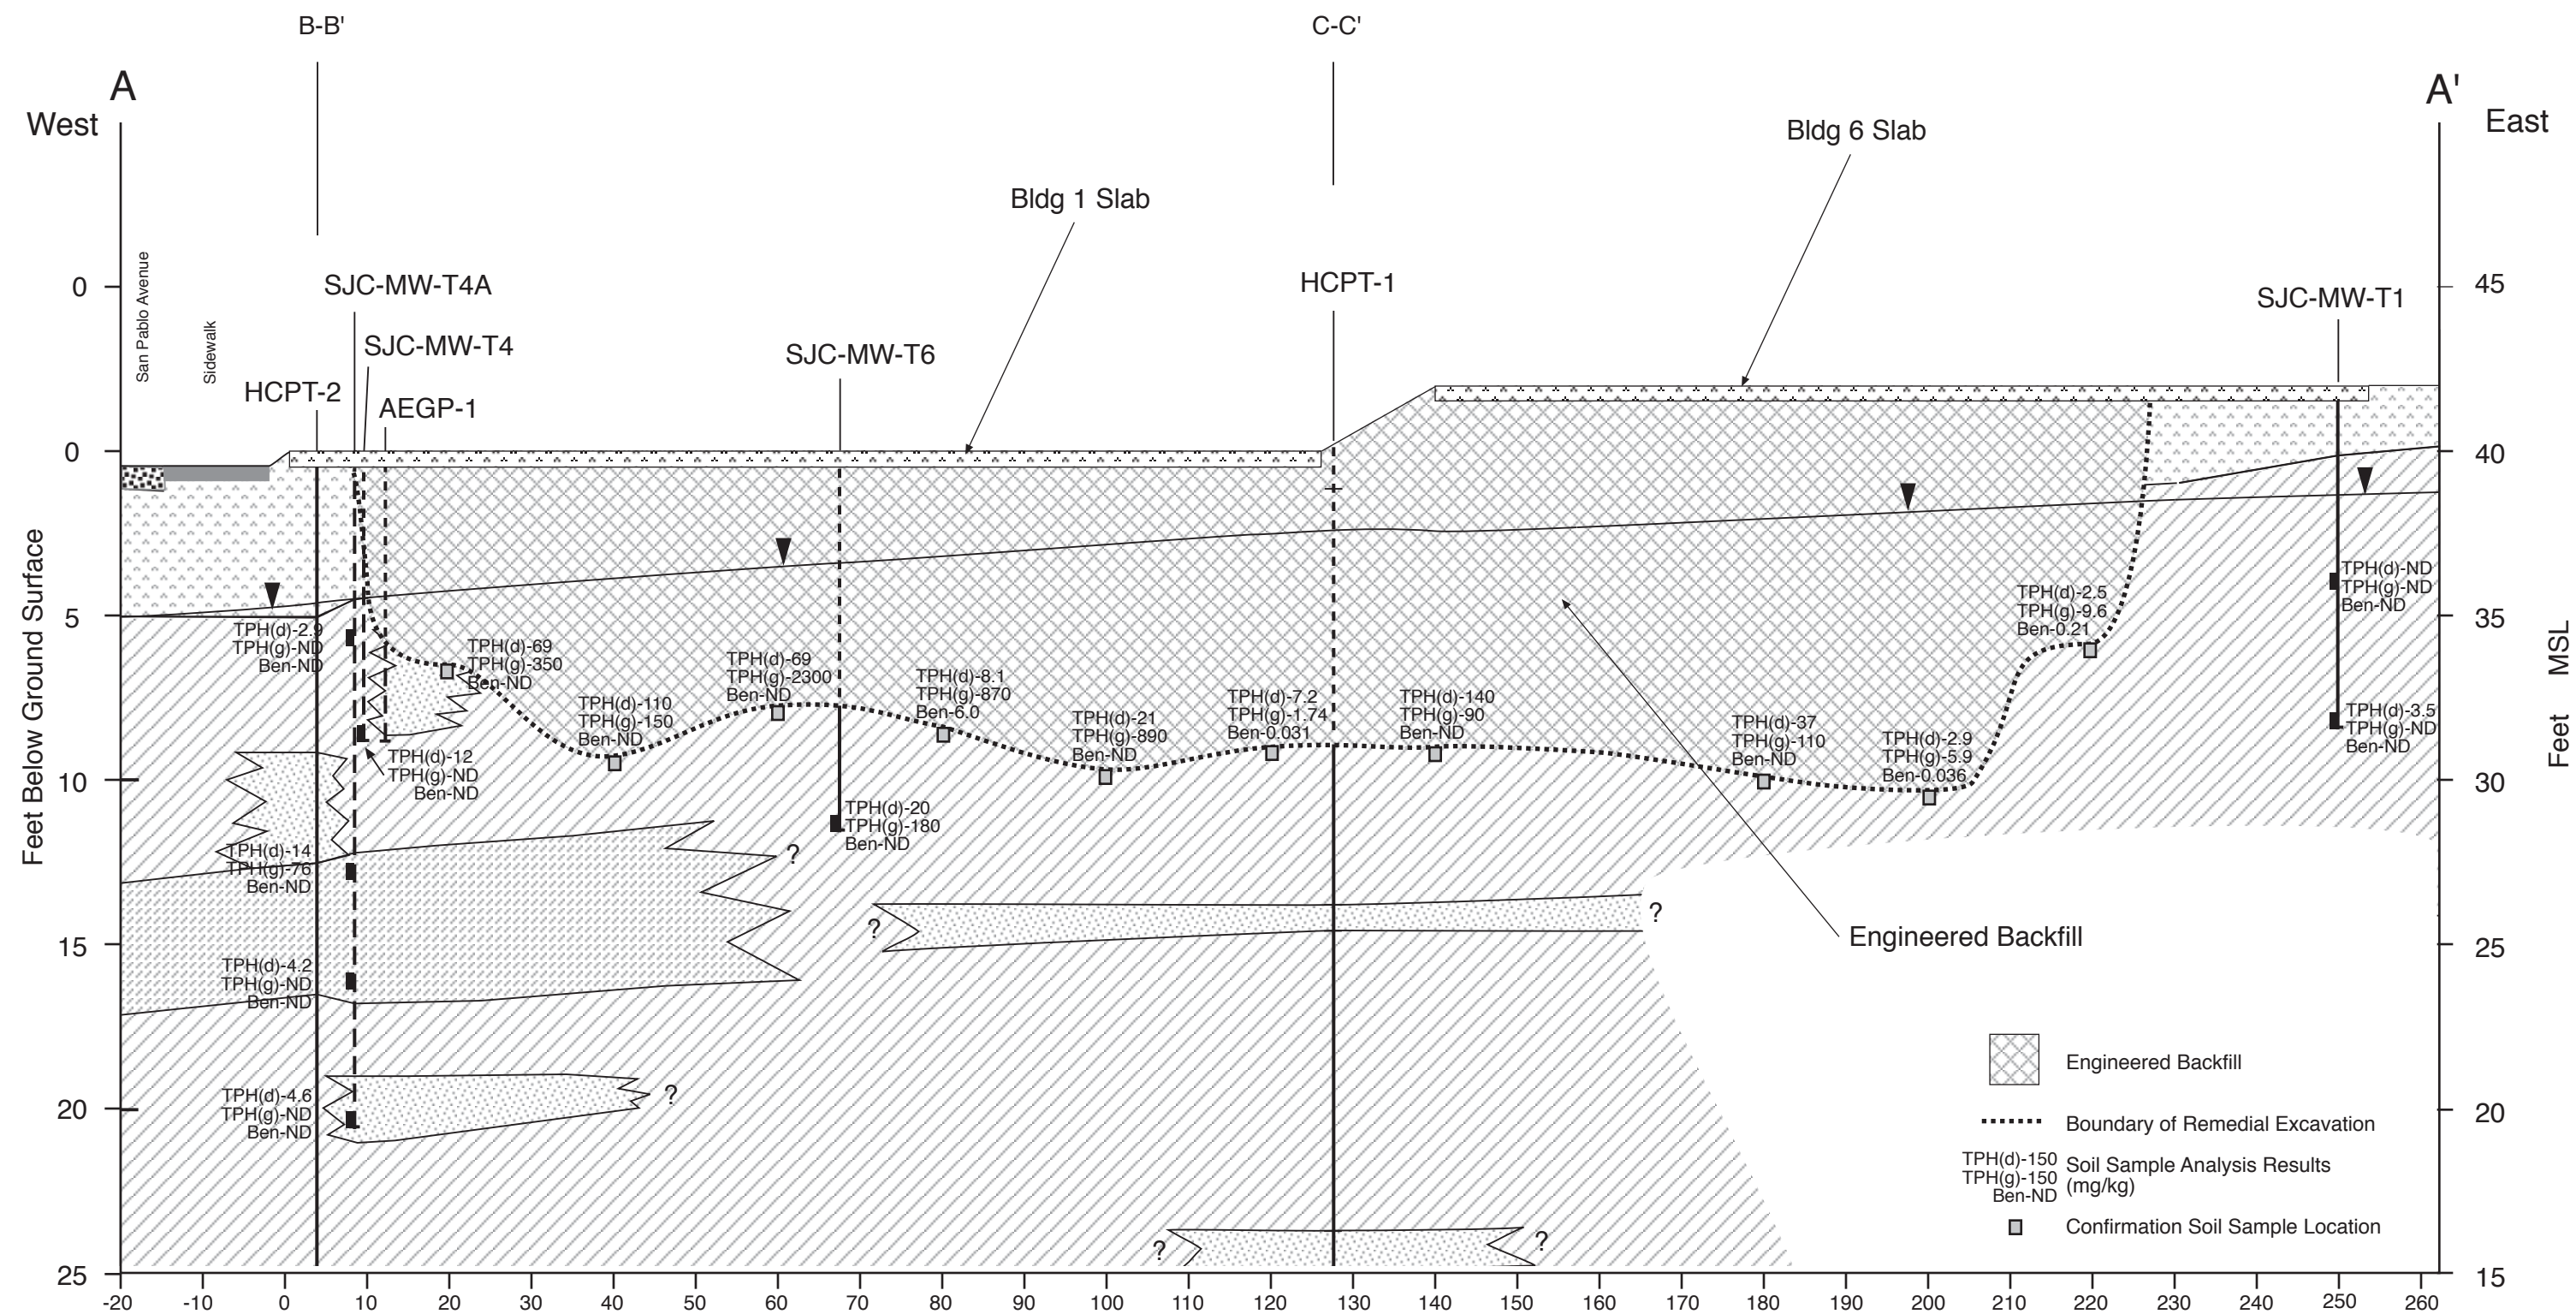 B-B'
C-C'
A
A'
West
East
Bldg 6 Slab
Bldg 1 Slab
San Pablo Avenue
Sidewalk
SJC-MW-T4A
SJC-MW-T4
HCPT-2
AEGP-1
SJC-MW-T6
HCPT-1
SJC-MW-T1
0
0
5
10
15
20
25
Feet Below Ground Surface
45
40
35
30
25
20
15
Feet MSL
TPH(d)-2.9
TPH(g)-ND
Ben-ND
TPH(d)-69
TPH(g)-350
Ben-ND
TPH(d)-12
TPH(g)-ND
Ben-ND
TPH(d)-110
TPH(g)-150
Ben-ND
TPH(d)-69
TPH(g)-2300
Ben-ND
TPH(d)-8.1
TPH(g)-870
Ben-6.0
TPH(d)-20
TPH(g)-180
Ben-ND
TPH(d)-21
TPH(g)-890
Ben-ND
TPH(d)-7.2
TPH(g)-1.74
Ben-0.031
TPH(d)-140
TPH(g)-90
Ben-ND
TPH(d)-37
TPH(g)-110
Ben-ND
TPH(d)-2.9
TPH(g)-5.9
Ben-0.036
TPH(d)-2.5
TPH(g)-9.6
Ben-0.21
TPH(d)-ND
TPH(g)-ND
Ben-ND
TPH(d)-3.5
TPH(g)-ND
Ben-ND
TPH(d)-14
TPH(g)-76
Ben-ND
TPH(d)-4.2
TPH(g)-ND
Ben-ND
TPH(d)-4.6
TPH(g)-ND
Ben-ND
?
?
?
?
?
?
Engineered Backfill
Engineered Backfill
Boundary of Remedial Excavation
TPH(d)-150
TPH(g)-150
Ben-ND
Soil Sample Analysis Results
(mg/kg)
Confirmation Soil Sample Location
-20 -10 0 10 20 30 40 50 60 70 80 90 100 110 120 130 140 150 160 170 180 190 200 210 220 230 240 250 260